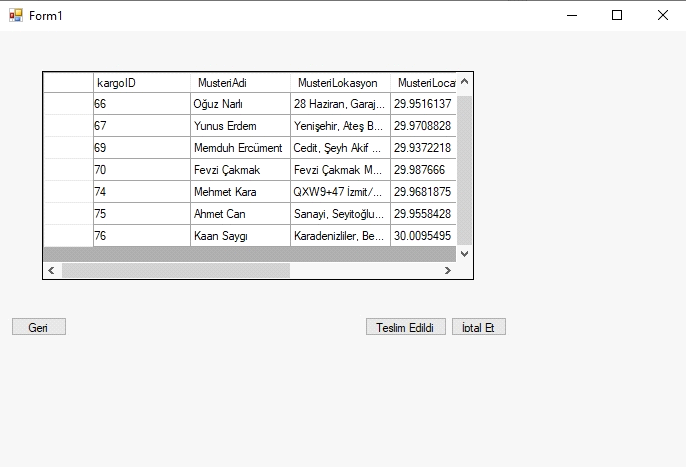 Form1
kargoID MusteriAdi MusteriLokasyon MusteriLocat
66 Oğuz Narlı 28 Haziran, Garaj... 29.9516137
67 Yunus Erdem Yenişehir, Ateş B... 29.9708828
69 Memduh Ercüment Cedit, Şeyh Akif ... 29.9372218
70 Fevzi Çakmak Fevzi Çakmak M... 29.987666
74 Mehmet Kara QXW9+47 İzmit/... 29.9681875
75 Ahmet Can Sanayi, Seyitoğlu... 29.9558428
76 Kaan Saygı Karadenizliler, Be... 30.0095495
Geri Teslim Edildi İptal Et